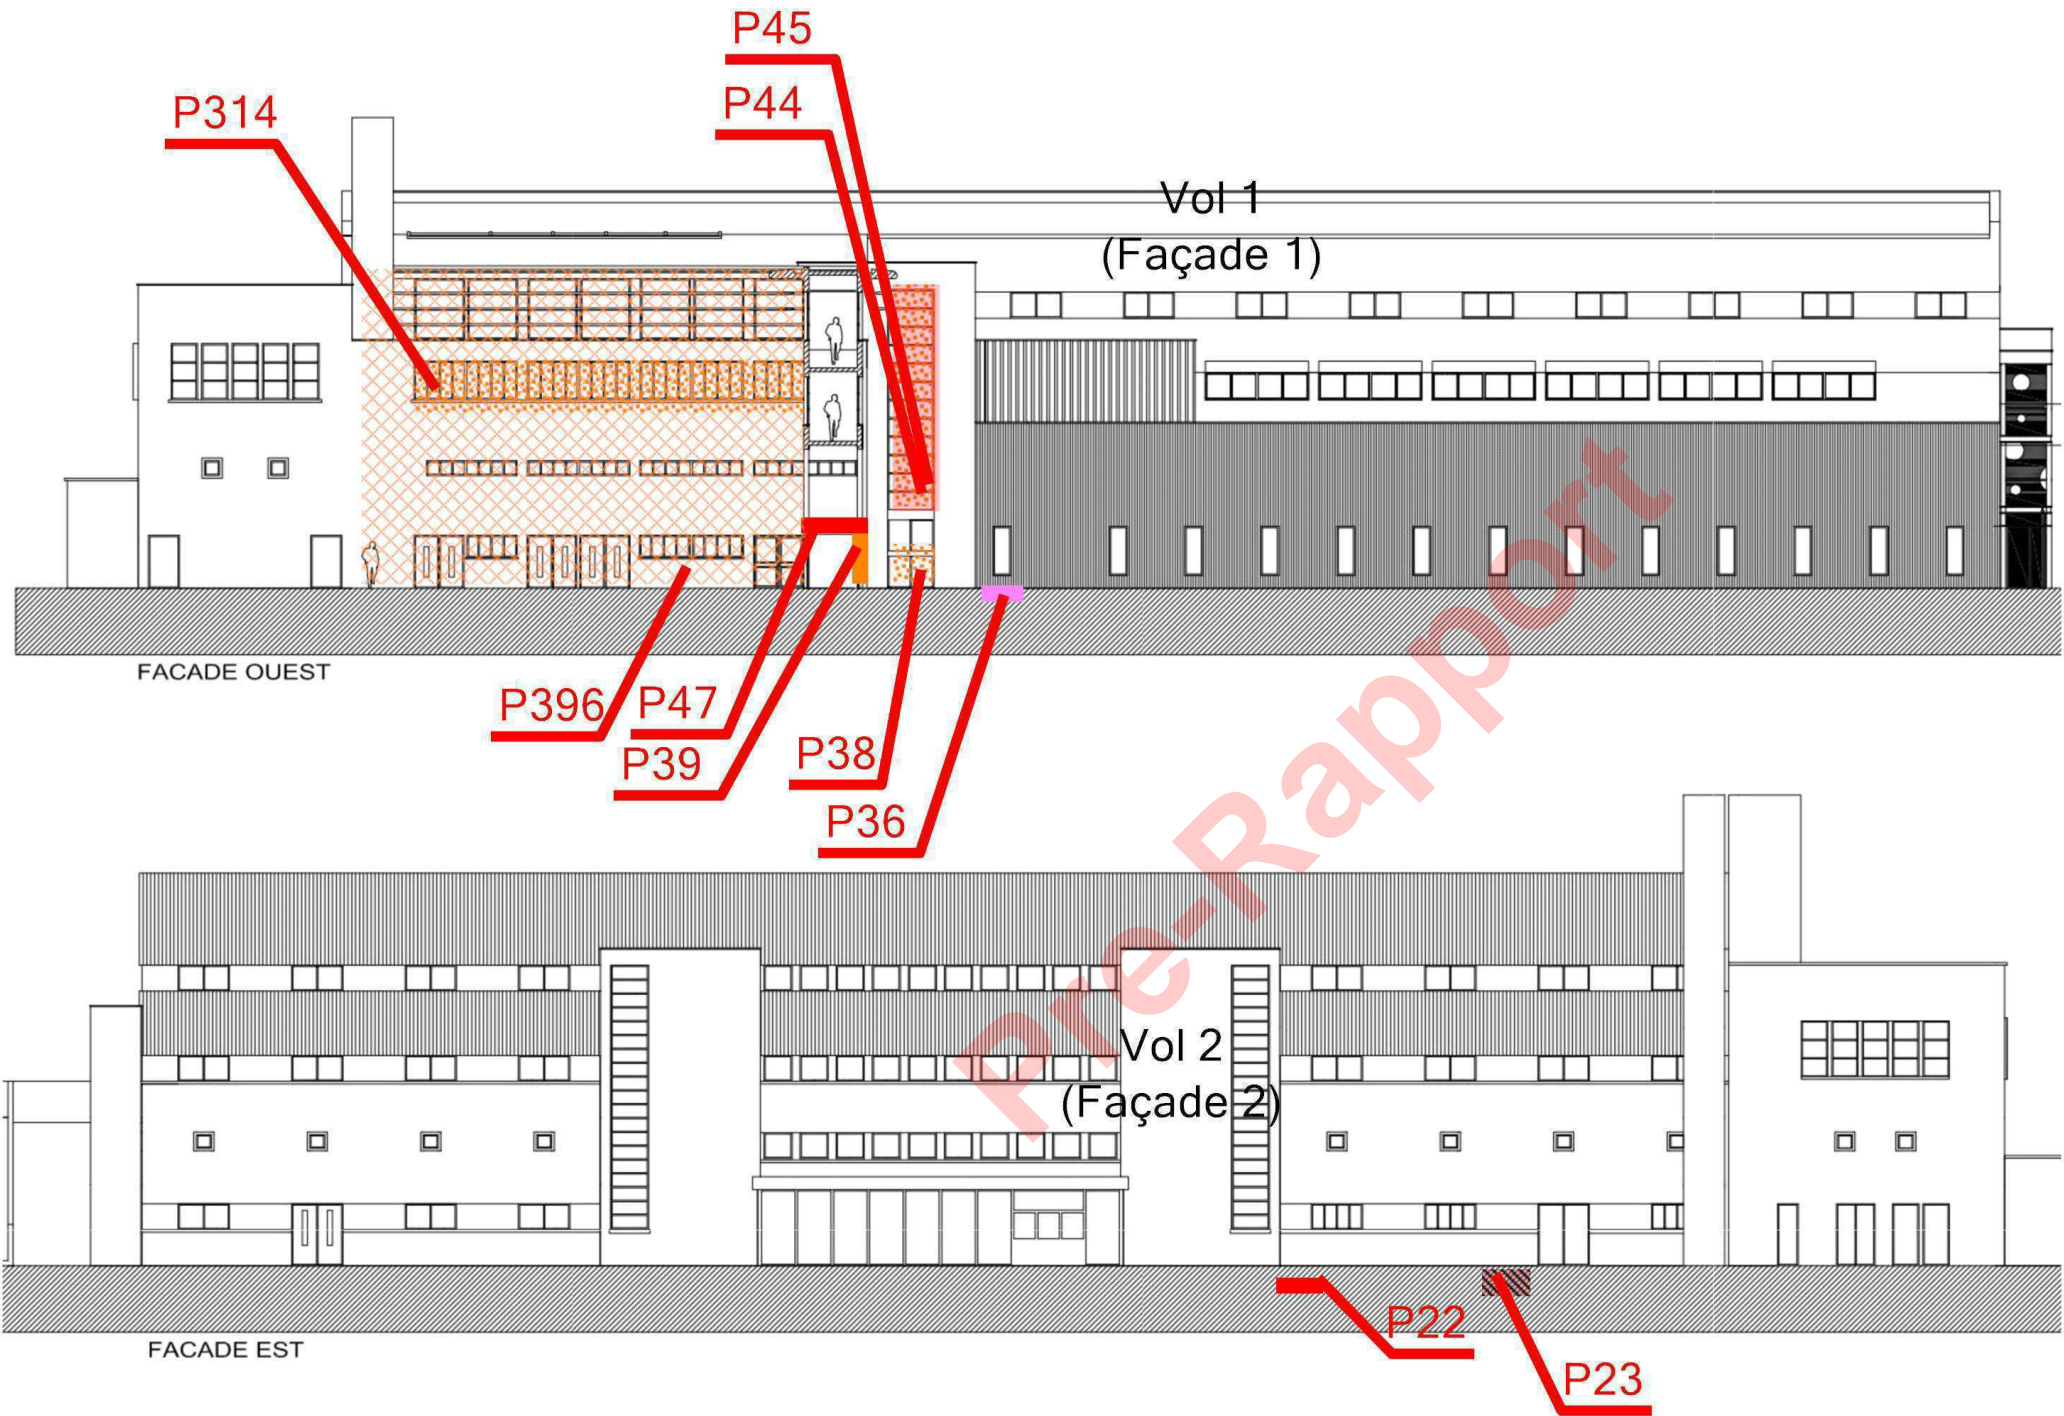 P45
P44
P314
Vol 1
(Façade 1)
FACADE OUEST
P396
P47
P39
P38
P36
Pre-Rapport
Vol 2
(Façade 2)
P22
FACADE EST
P23